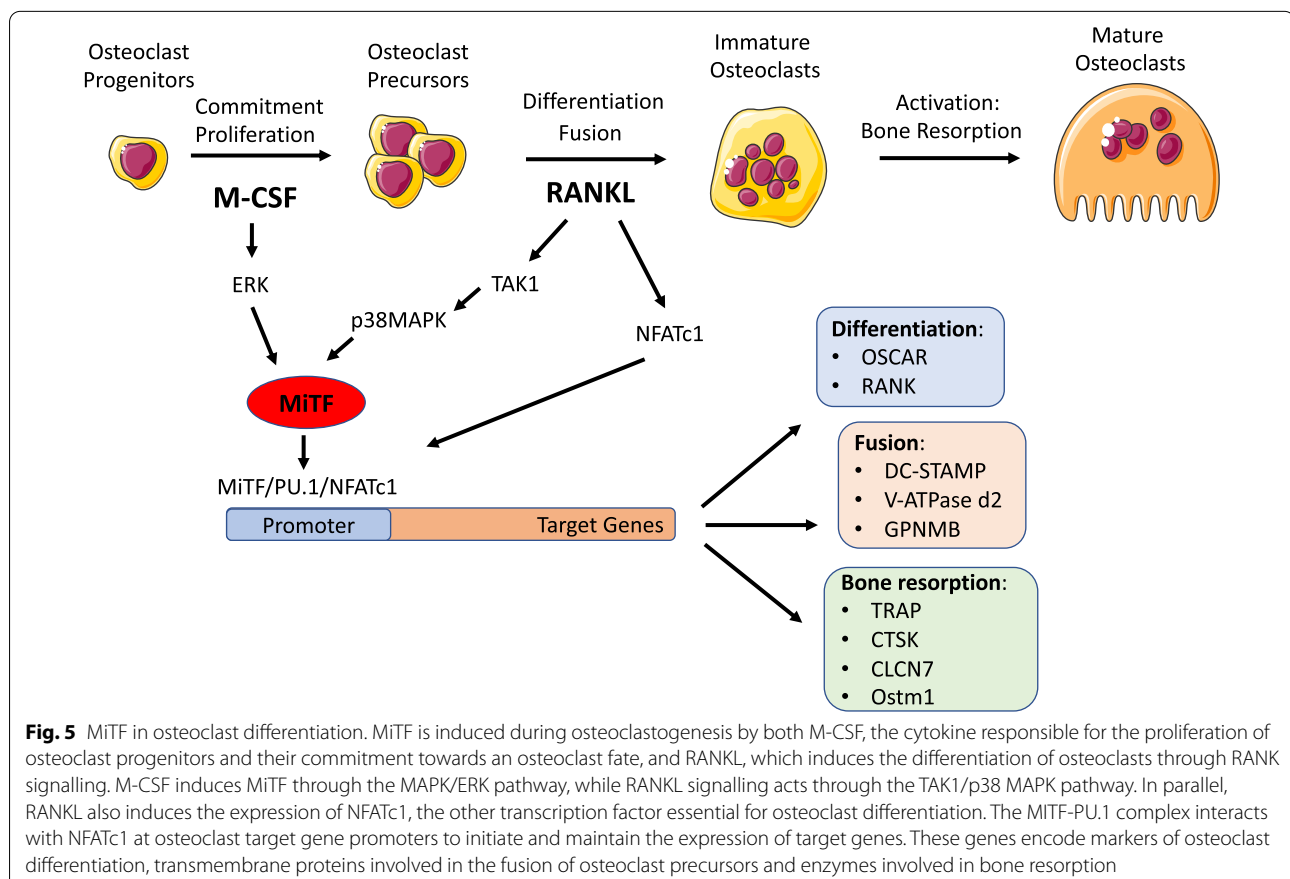 Osteoclast
Progenitors
Commitment
Proliferation
M-CSF
Osteoclast
Precursors
Differentiation
Fusion
RANKL
Immature
Osteoclasts
Activation:
Bone Resorption
Mature
Osteoclasts
ERK
TAK1
p38MAPK
NFATc1
MiTF
MiTF/PU.1/NFATc1
Promoter
Target Genes
Differentiation:
• OSCAR
• RANK
Fusion:
• DC-STAMP
• V-ATPase d2
• GPNMB
Bone resorption:
• TRAP
• CTSK
• CLCN7
• Ostm1
Fig. 5 MiTF in osteoclast differentiation. MiTF is induced during osteoclastogenesis by both M-CSF, the cytokine responsible for the proliferation of
osteoclast progenitors and their commitment towards an osteoclast fate, and RANKL, which induces the differentiation of osteoclasts through RANK
signalling. M-CSF induces MiTF through the MAPK/ERK pathway, while RANKL signalling acts through the TAK1/p38 MAPK pathway. In parallel,
RANKL also induces the expression of NFATc1, the other transcription factor essential for osteoclast differentiation. The MITF-PU.1 complex interacts
with NFATc1 at osteoclast target gene promoters to initiate and maintain the expression of target genes. These genes encode markers of osteoclast
differentiation, transmembrane proteins involved in the fusion of osteoclast precursors and enzymes involved in bone resorption